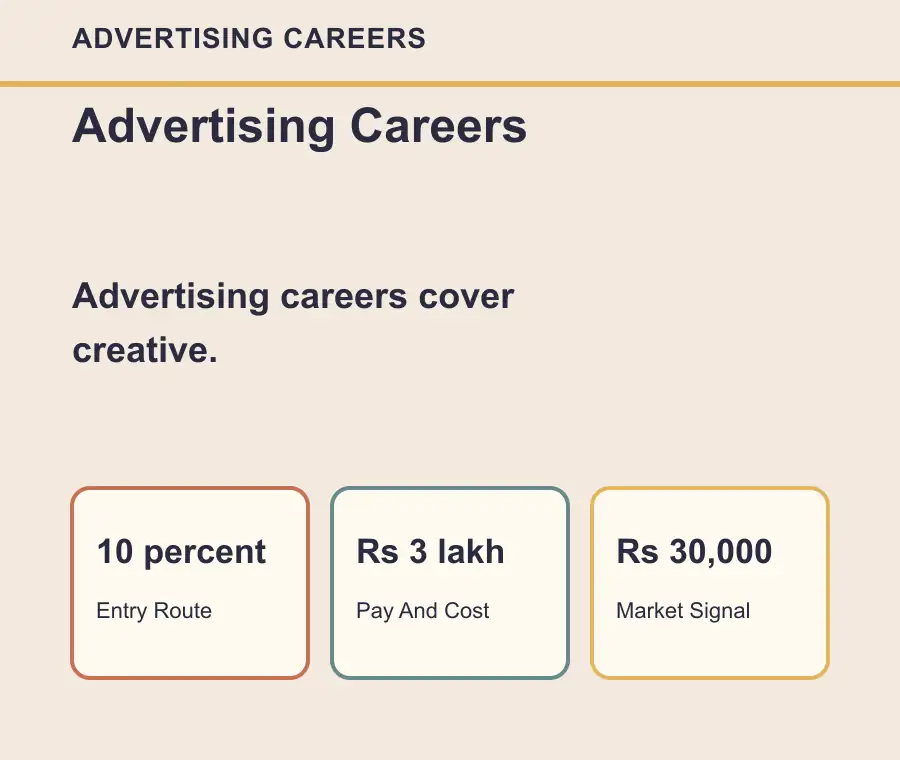 ADVERTISING CAREERS
Advertising Careers
Advertising careers cover
creative.
10 percent
Entry Route
Rs 3 lakh
Pay And Cost
Rs 30,000
Market Signal